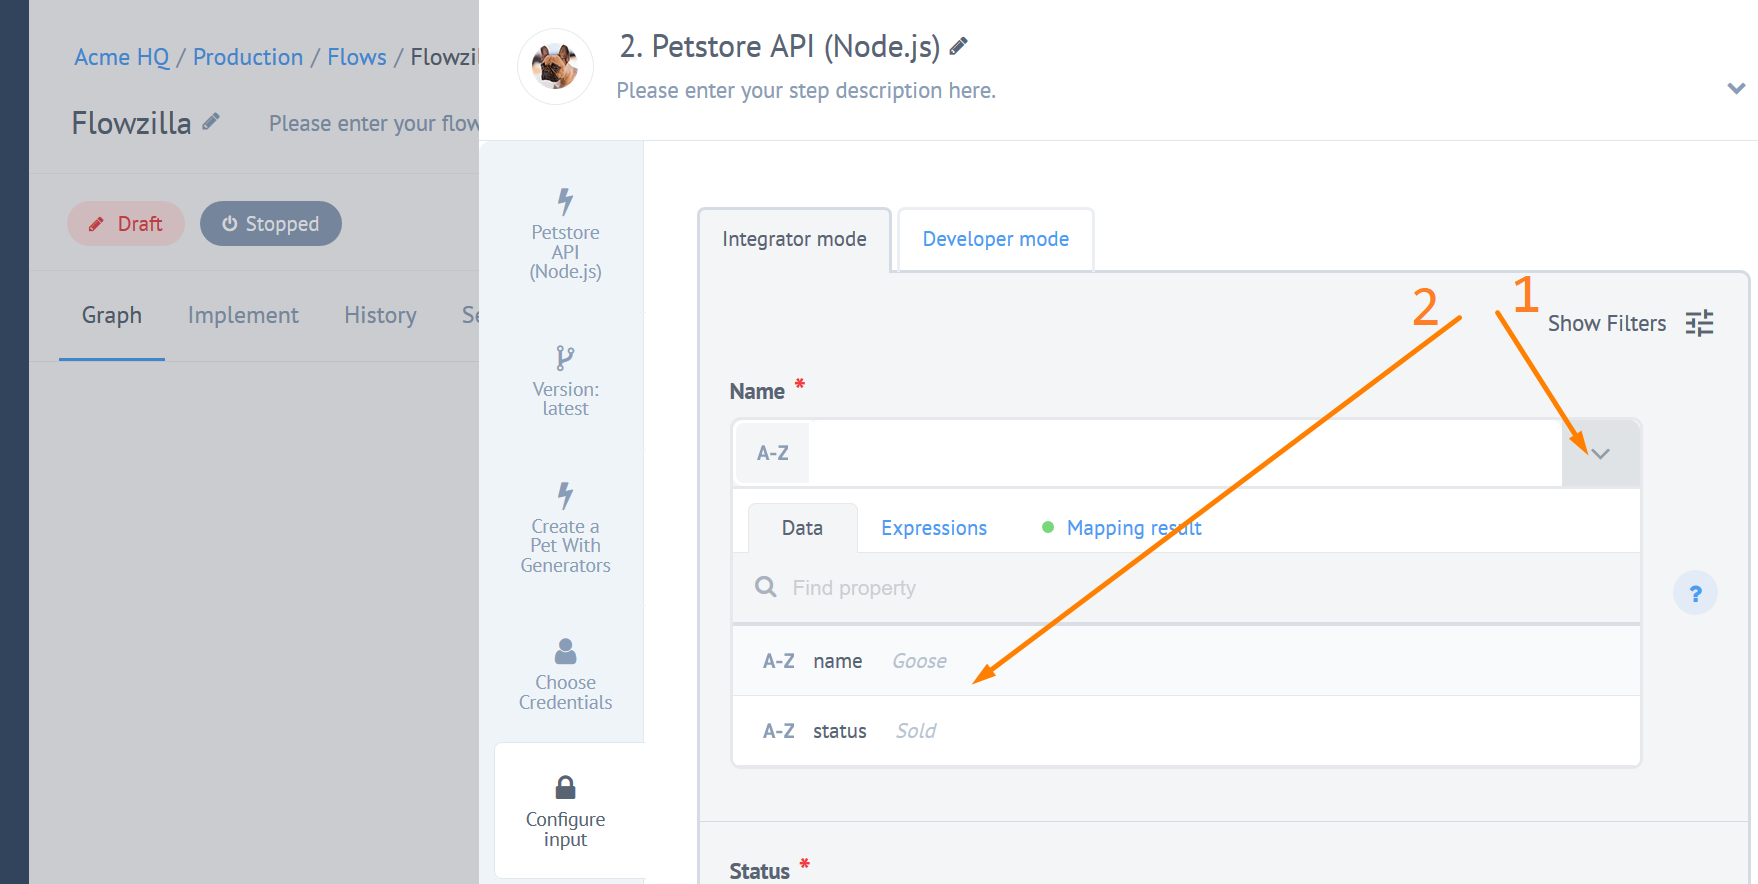 Acme HQ / Production / Flows / Flowzil
Flowzilla
Please enter your flow
Draft
Stopped
Graph
Implement
History
Se
2. Petstore API (Node.js)
Please enter your step description here.
Petstore
API
(Node.js)
Version:
latest
Create a
Pet With
Generators
Choose
Credentials
Configure
input
Integrator mode
Developer mode
2
1
Show Filters
Name *
A-Z
Data
Expressions
Mapping result
Find property
?
A-Z name Goose
A-Z status Sold
Status *